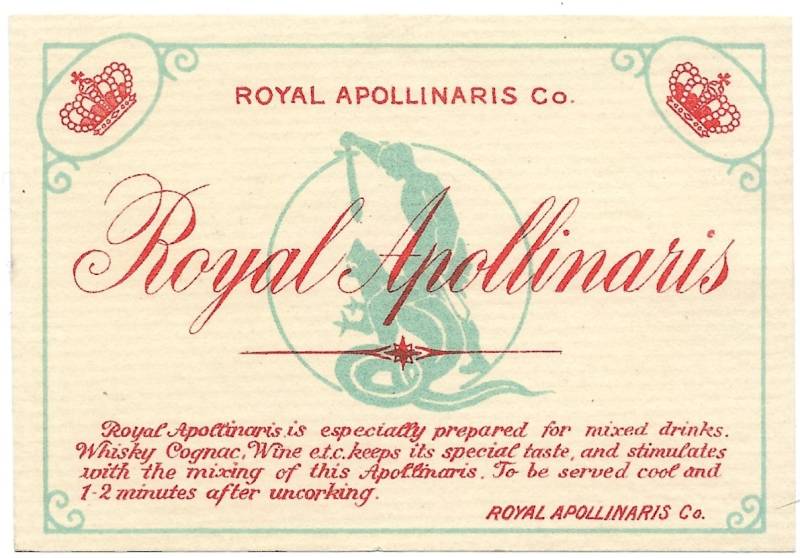 ROYAL APOLLINARIS Co.
Royal Apollinaris
Royal Apollinaris is especially prepared for mixed drinks.
Whisky Cognac, Wine e.t.c. keeps its special taste, and stimulates
with the mixing of this Apollinaris. To be served cool and
1-2 minutes after uncorking.
ROYAL APOLLINARIS Co.